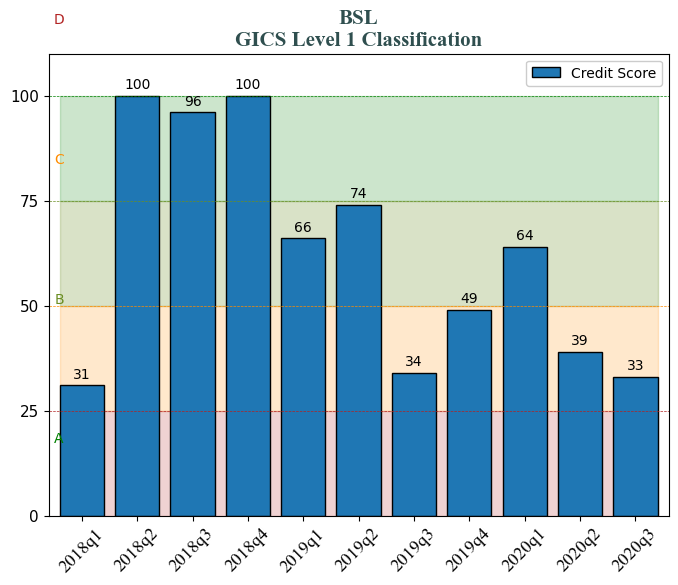 D
BSL
GICS Level 1 Classification
Credit Score
100
75
50
25
0
C
B
A
31
100
96
100
66
74
34
49
64
39
33
2018q1
2018q2
2018q3
2018q4
2019q1
2019q2
2019q3
2019q4
2020q1
2020q2
2020q3